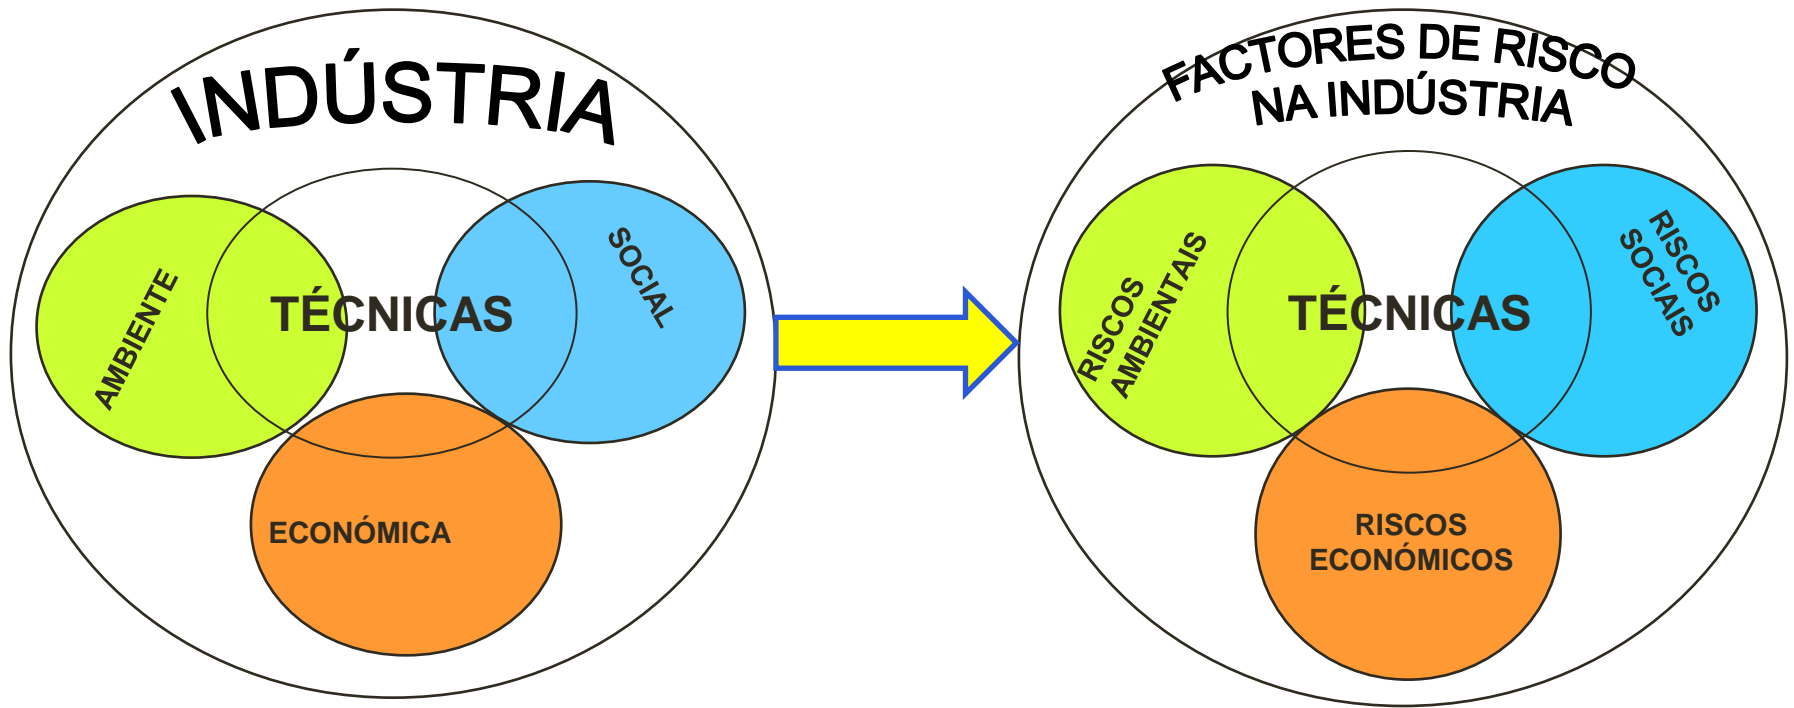 INDÚSTRIA
AMBIENTE
TÉCNICAS
SOCIAL
ECONÓMICA
FACTORES DE RISCO
NA INDÚSTRIA
RISCOS
AMBIENTAIS
TÉCNICAS
RISCOS
SOCIAIS
RISCOS
ECONÓMICOS